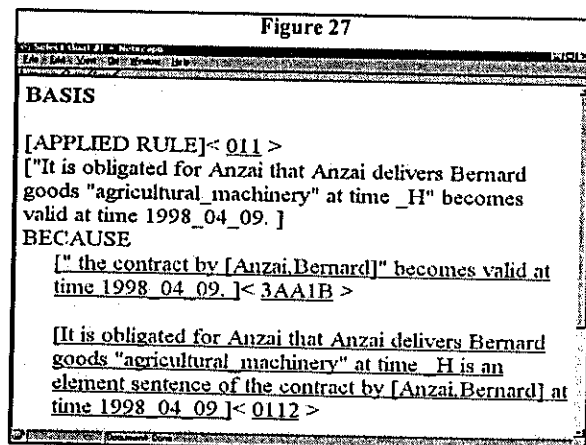 Figure 27
BASIS
[APPLIED RULE]< 011 >
["It is obligated for Anzai that Anzai delivers Bernard
goods "agricultural_machinery" at time _H" becomes
valid at time 1998_04_09. ]
BECAUSE
[" the contract by [Anzai,Bernard]" becomes valid at
time 1998_04_09. ]< 3AA1B >
[It is obligated for Anzai that Anzai delivers Bernard
goods "agricultural_machinery" at time _H is an
element sentence of the contract by [Anzai,Bernard] at
time 1998_04_09 ]< 0112 >
Document: Done